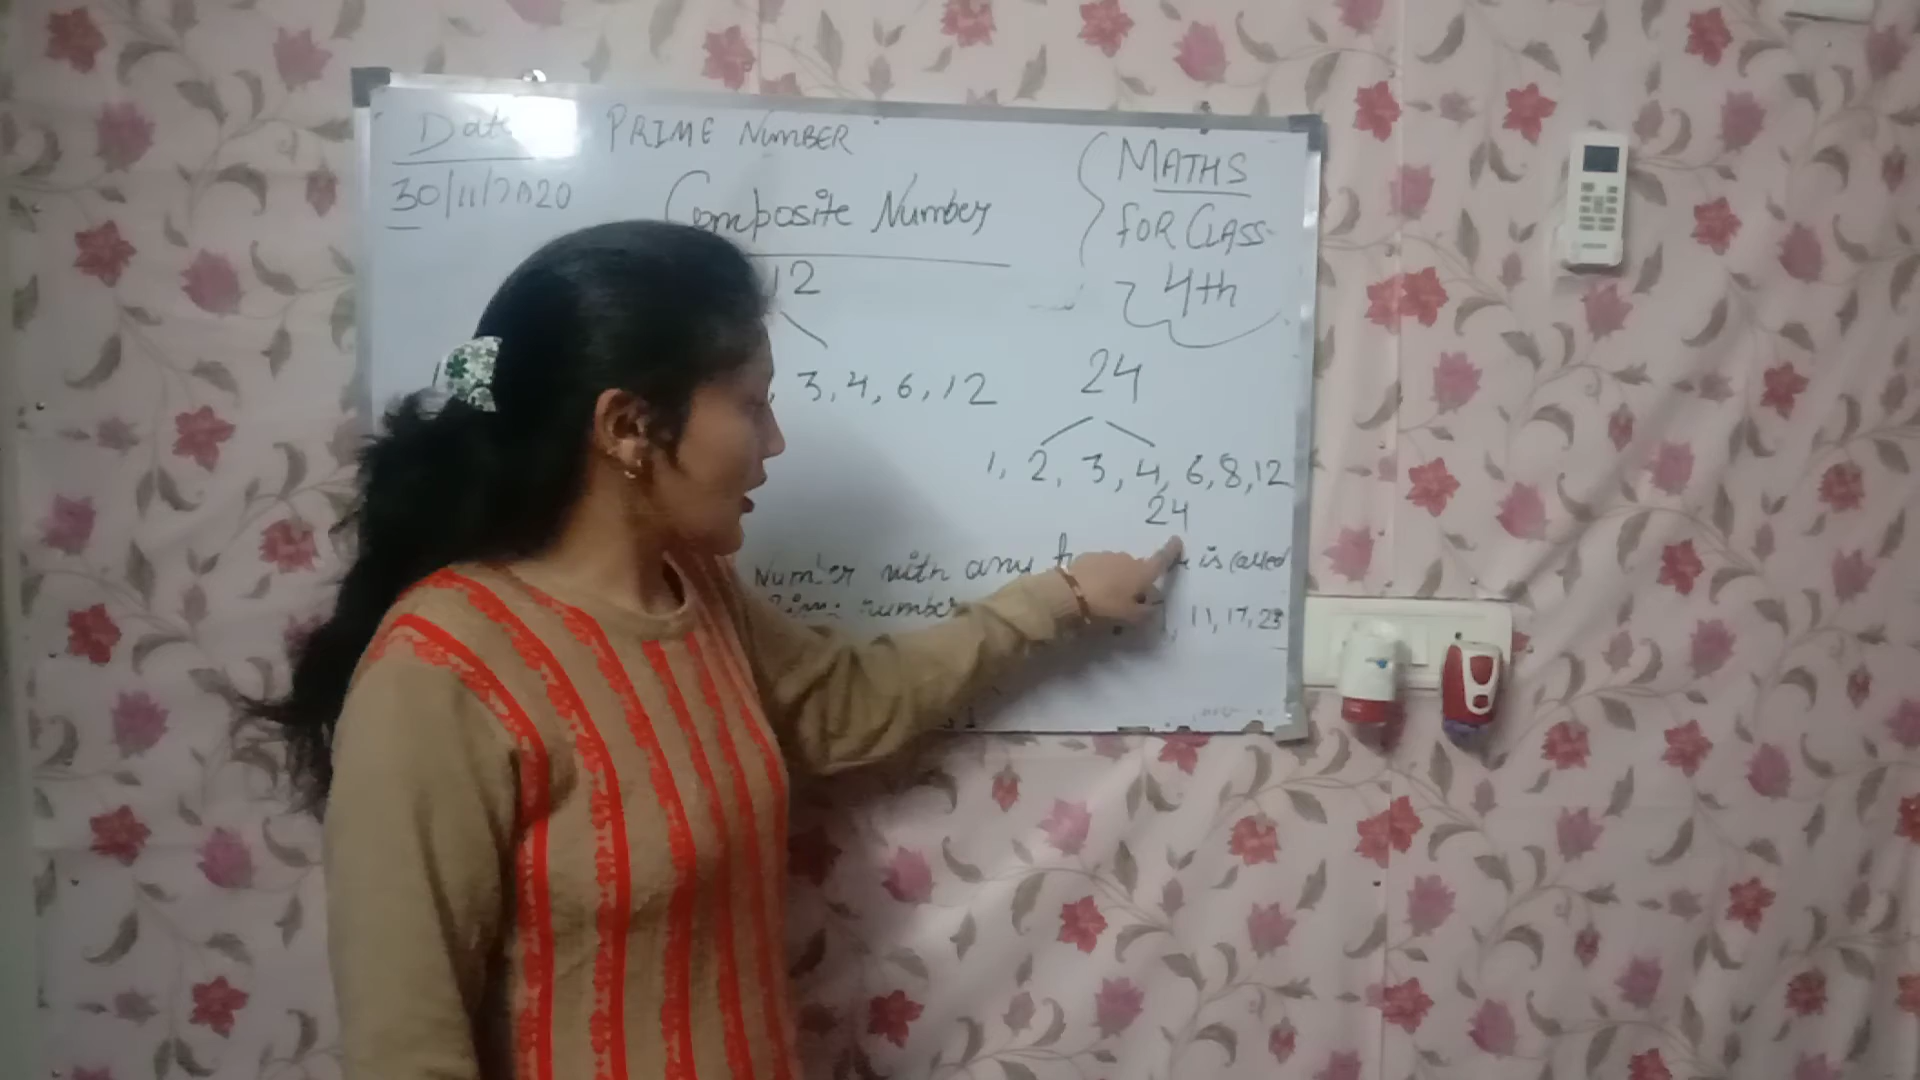 Date PRIME NUMBER
30/11/2020
Composite Number
MATHS
FOR CLASS
4th
12
3, 4, 6, 12
24
1, 2, 3, 4, 6, 8, 12
24
Number with any is called
number 11, 17, 23